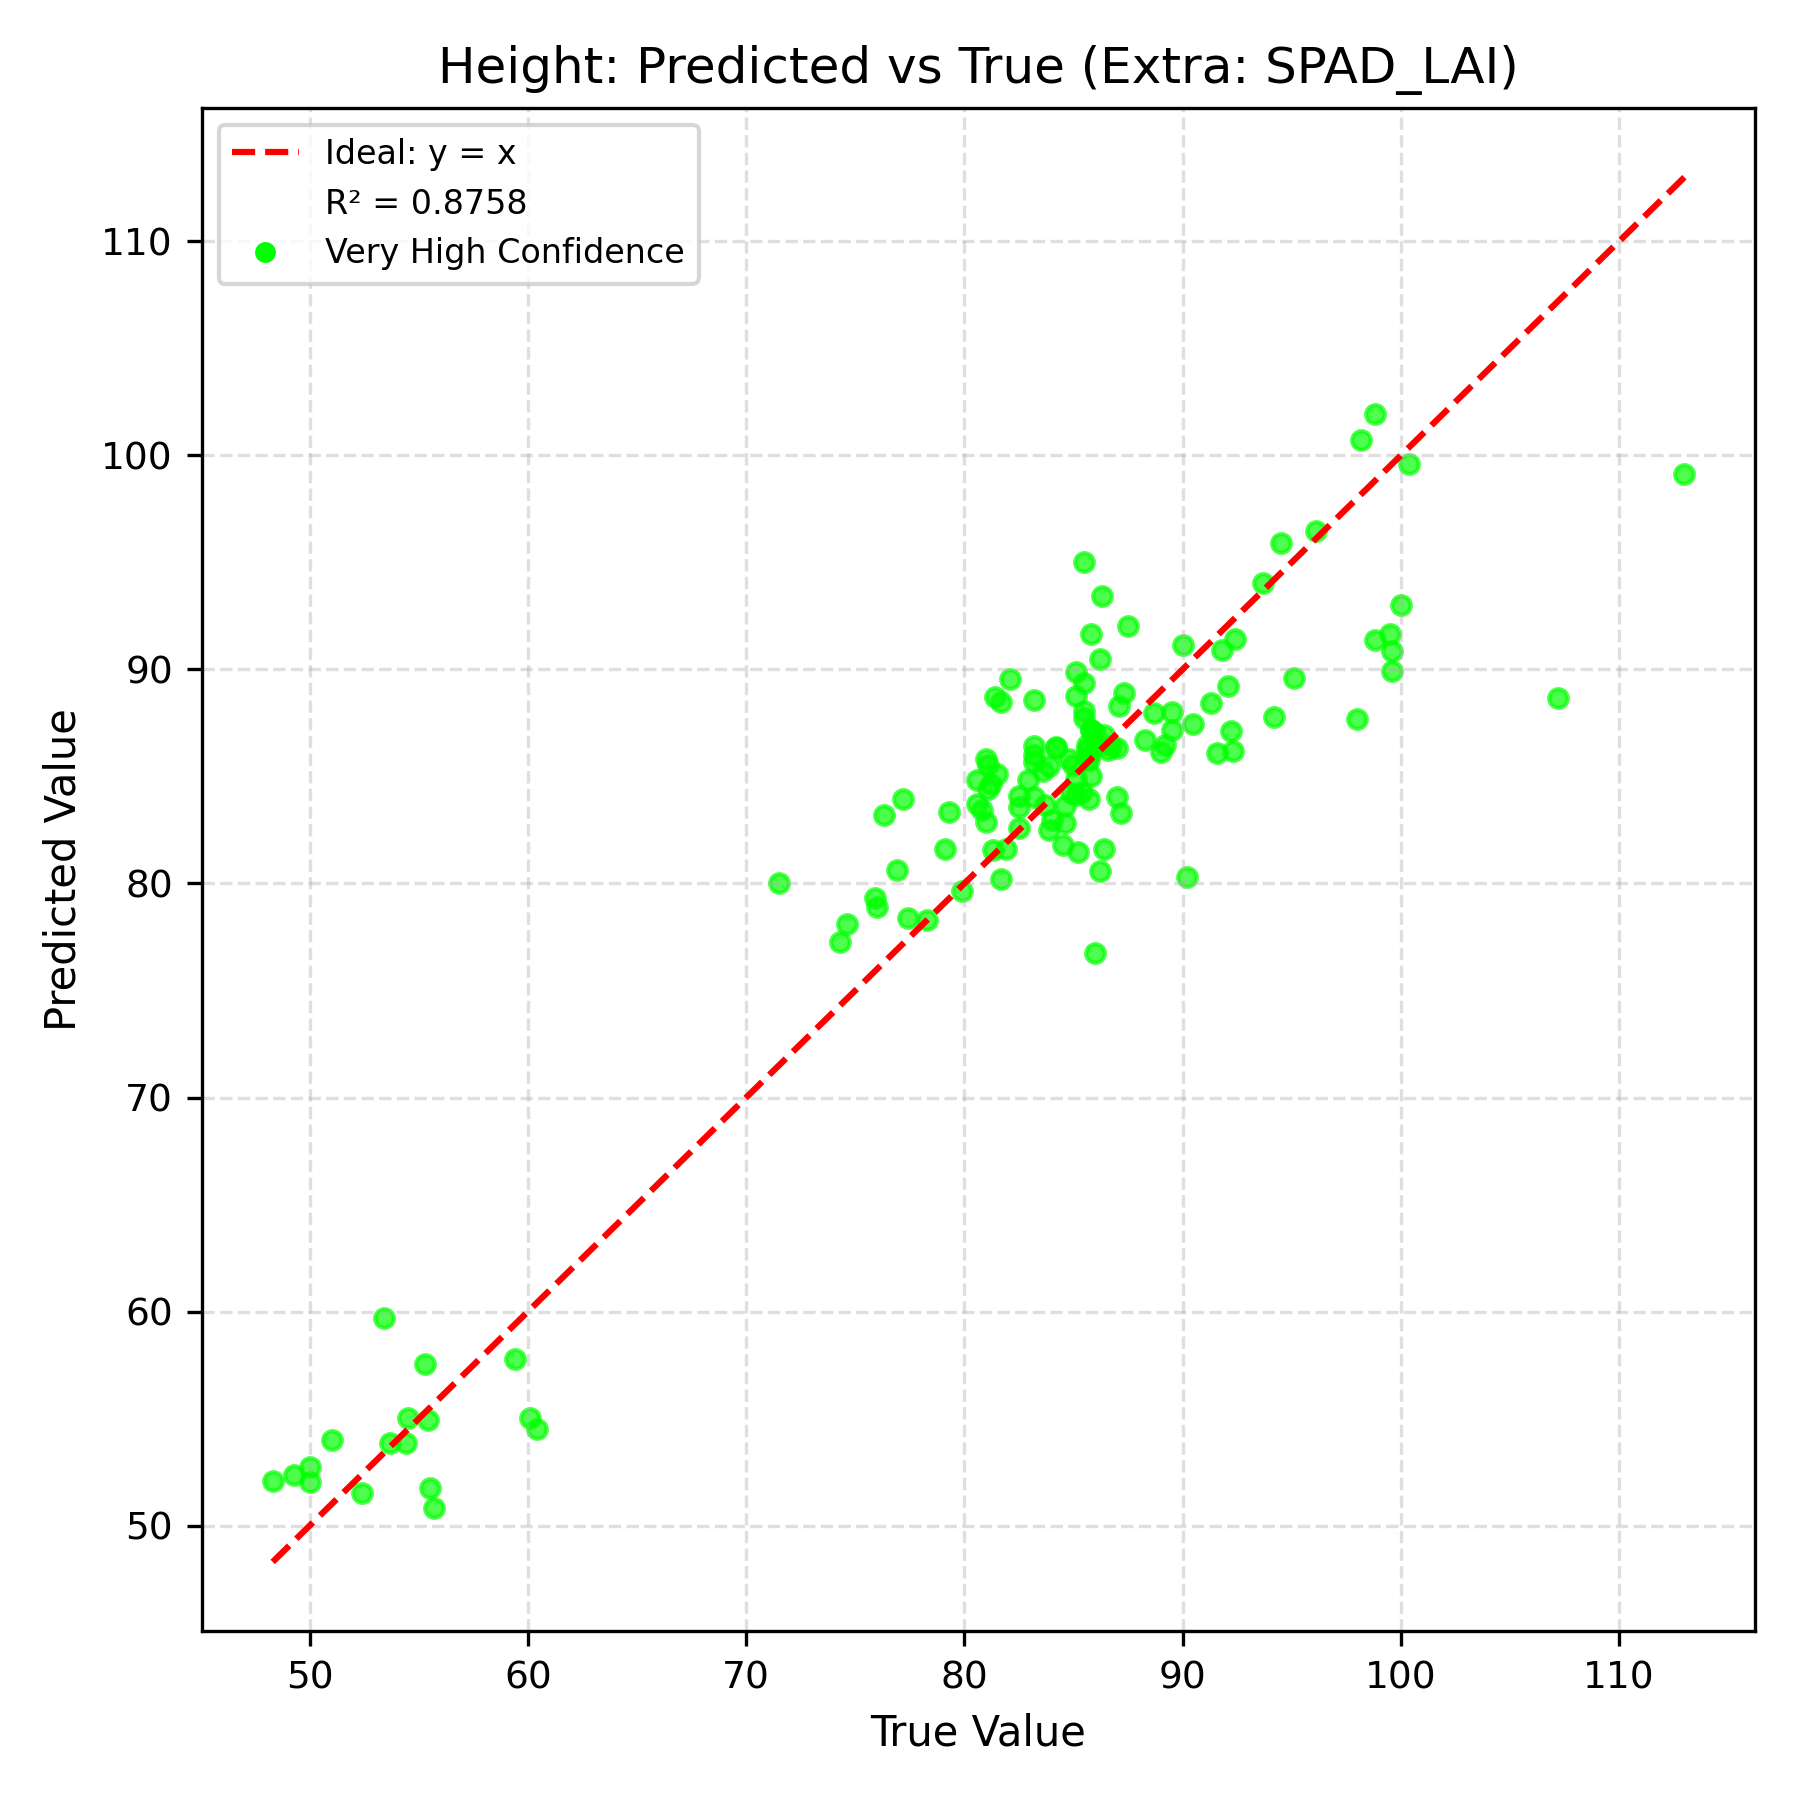 Height: Predicted vs True (Extra: SPAD_LAI)
Ideal: y = x
R² = 0.8758
Very High Confidence
110
100
90
80
70
60
50
Predicted Value
50 60 70 80 90 100 110
True Value